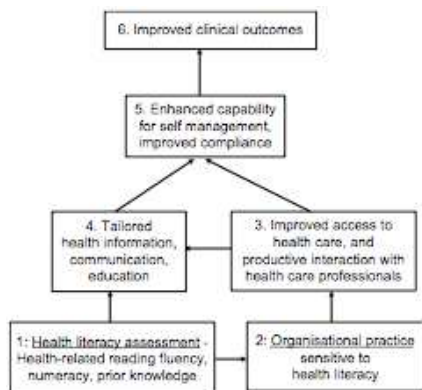 6. Improved clinical outcomes
5. Enhanced capability
for self management,
improved compliance
4. Tailored
health information,
communication,
education
3. Improved access to
health care, and
productive interaction with
health care professionals
1: Health literacy assessment -
Health-related reading fluency,
numeracy, prior knowledge
2: Organisational practice
sensitive to
health literacy